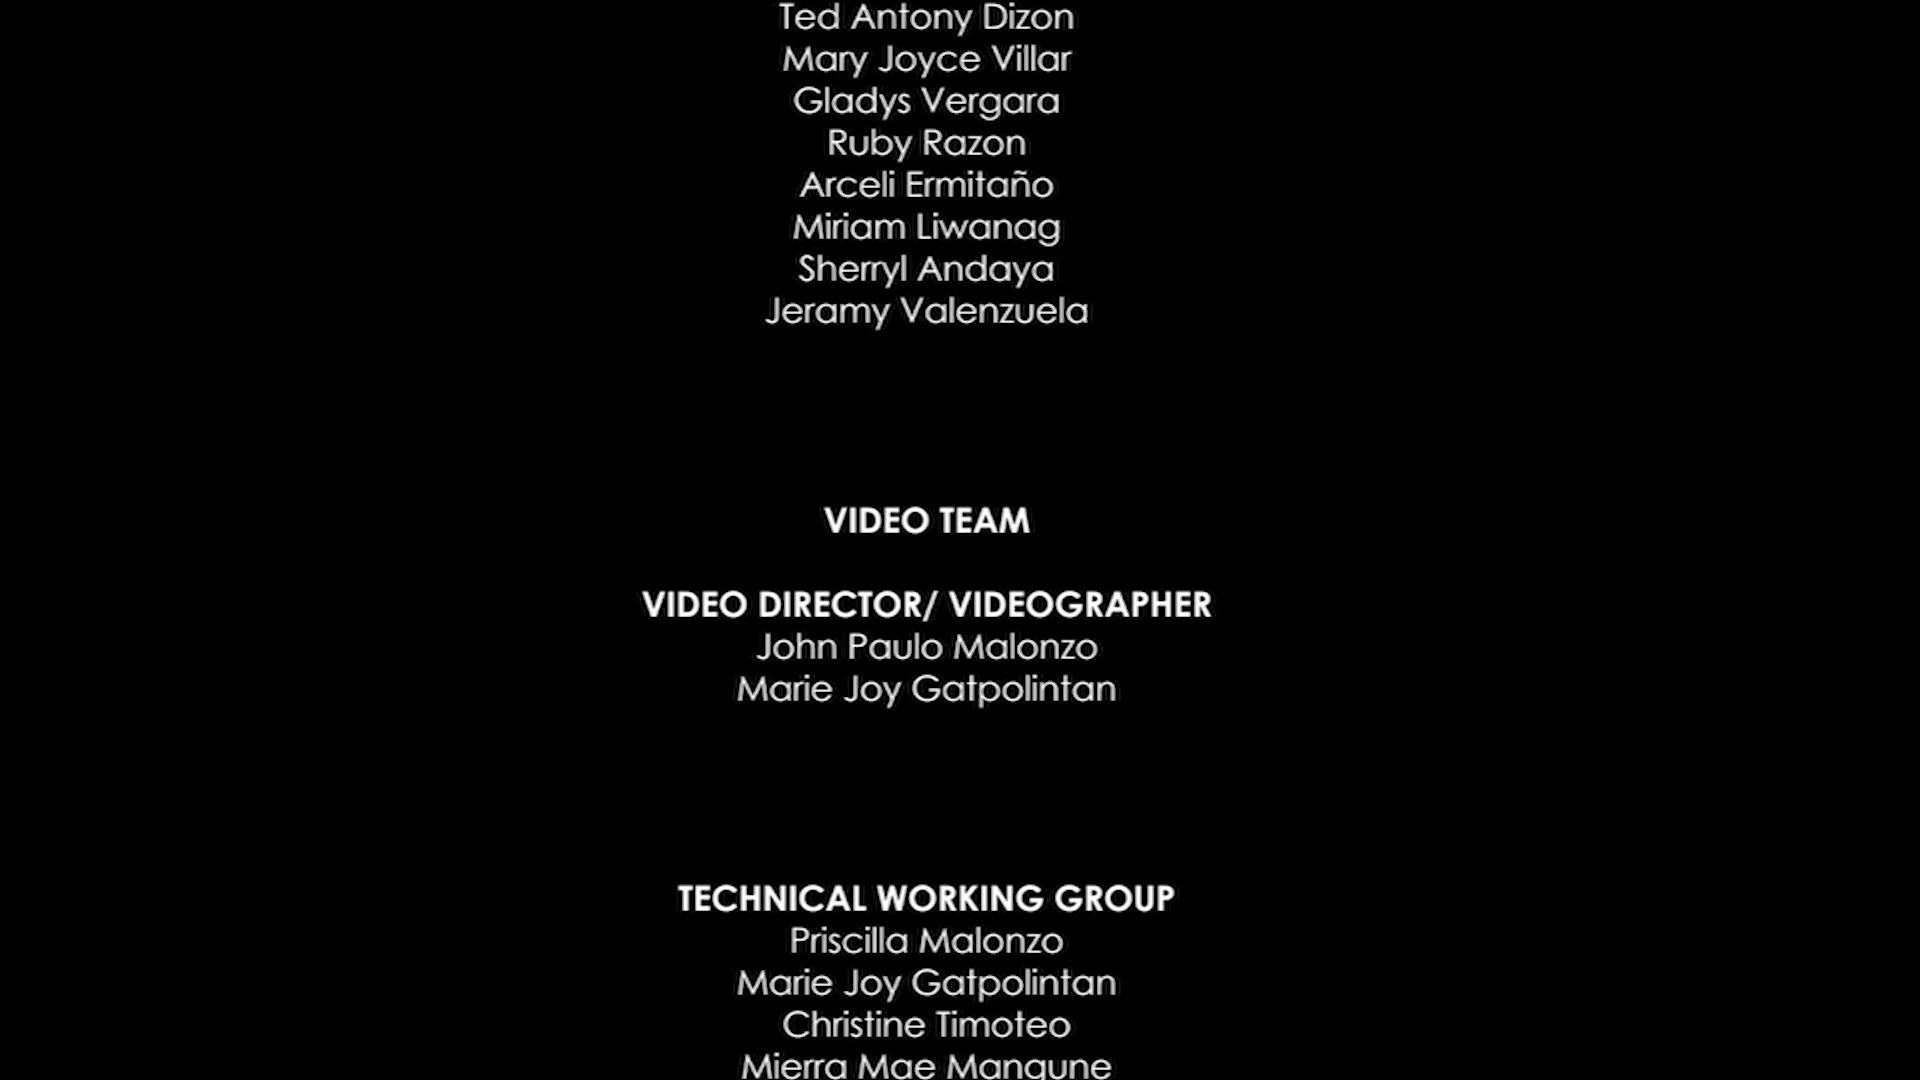 Ted Antony Dizon
Mary Joyce Villar
Gladys Vergara
Ruby Razon
Arceli Ermitaño
Miriam Liwanag
Sherryl Andaya
Jeramy Valenzuela
VIDEO TEAM
VIDEO DIRECTOR/ VIDEOGRAPHER
John Paulo Malonzo
Marie Joy Gatpolintan
TECHNICAL WORKING GROUP
Priscilla Malonzo
Marie Joy Gatpolintan
Christine Timoteo
Mierra Mae Mangune